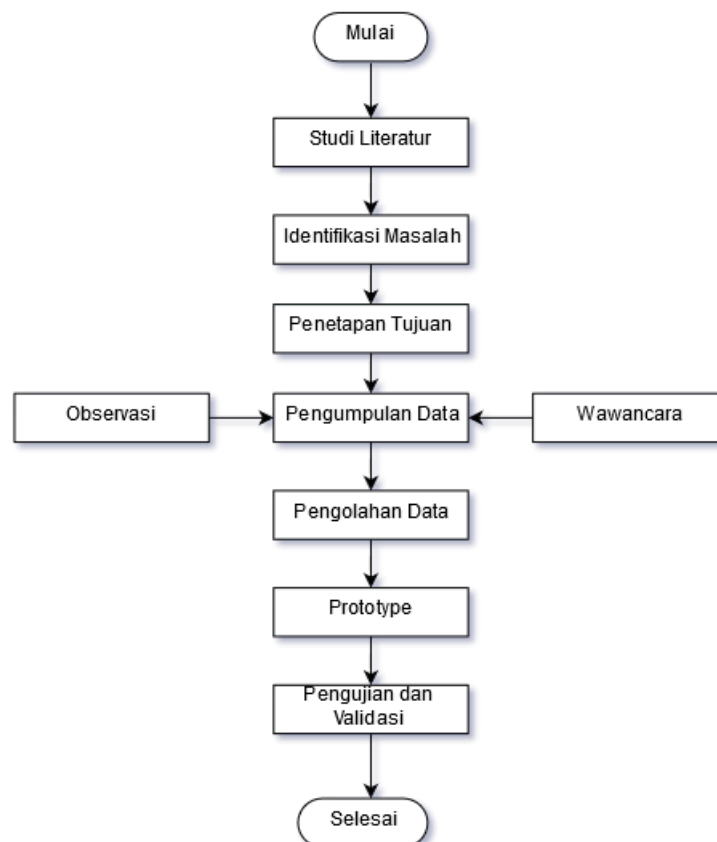 Mulai
Studi Literatur
Identifikasi Masalah
Penetapan Tujuan
Observasi
Pengumpulan Data
Wawancara
Pengolahan Data
Prototype
Pengujian dan
Validasi
Selesai